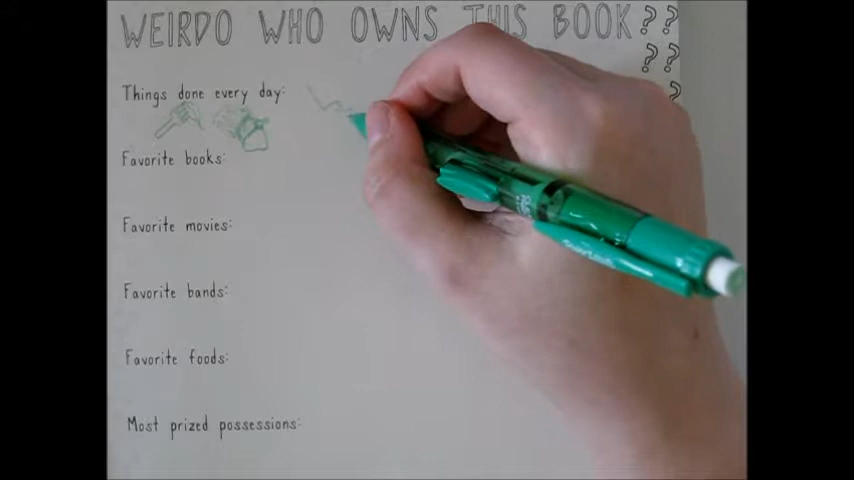 WEIRDO WHO OWNS THIS BOOK??
??
?
Things done every day:
Favorite books:
Favorite movies:
Favorite bands:
Favorite foods:
Most prized possessions: